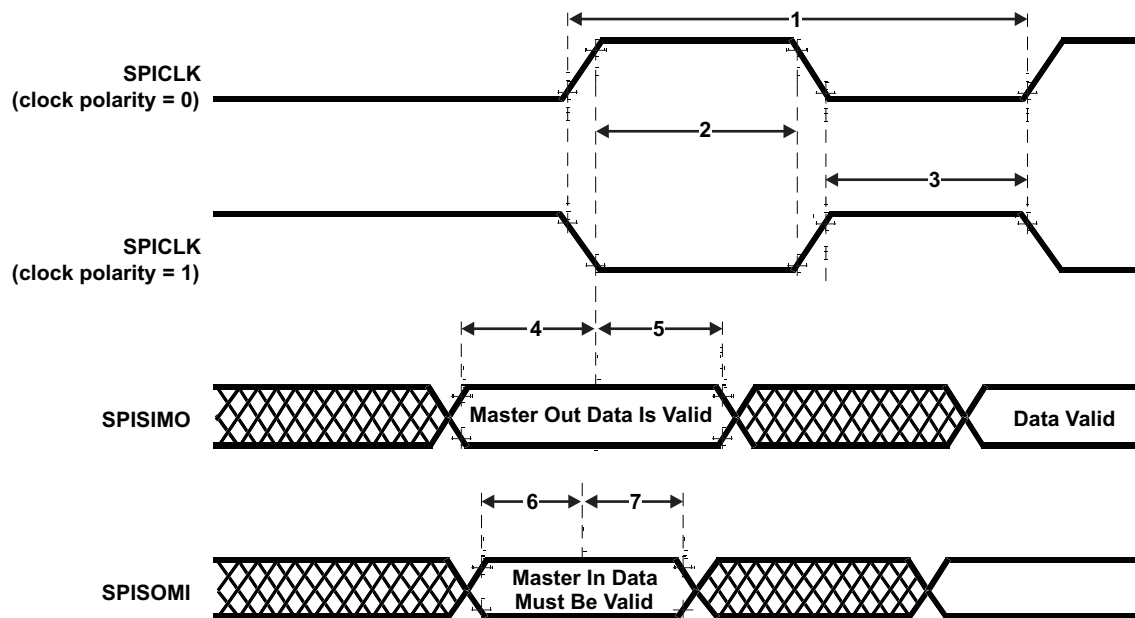 1
SPICLK
(clock polarity = 0)
2
3
SPICLK
(clock polarity = 1)
4
5
SPISIMO
Master Out Data Is Valid
Data Valid
6
7
SPISOMI
Master In Data
Must Be Valid